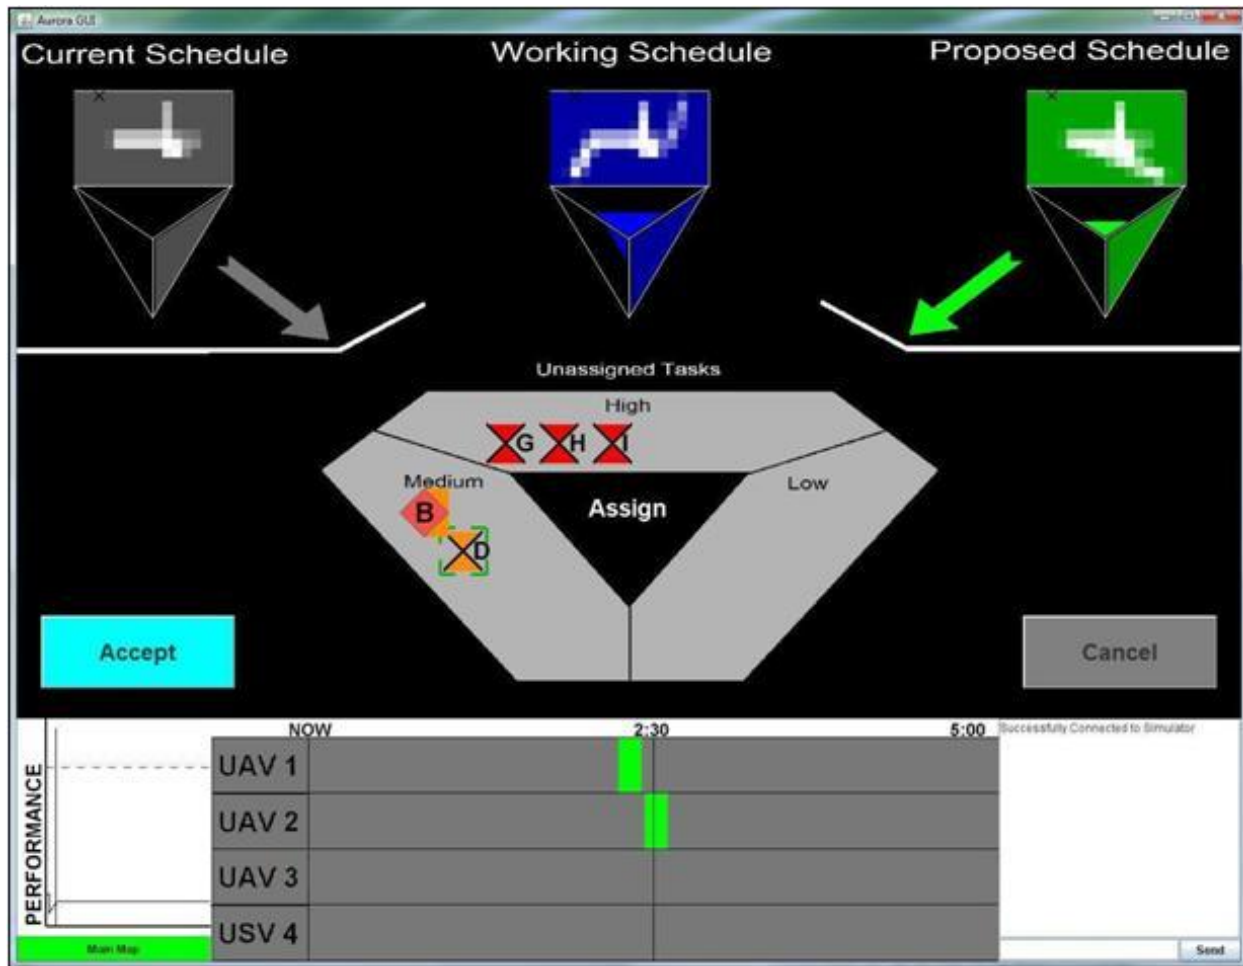 Aurora GUI
Current Schedule Working Schedule Proposed Schedule
Unassigned Tasks
High
G H I
Medium Low
B
Assign
D
Accept Cancel
NOW 2:30 5:00 Successfully Connected to Simulator
PERFORMANCE
UAV 1
UAV 2
UAV 3
USV 4
Main Map Send